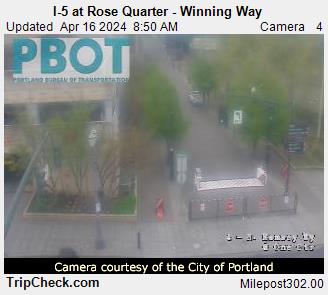 I-5 at Rose Quarter - Winning Way
Updated Apr 16 2024 8:50 AM Camera 4
PBOT
PORTLAND BUREAU OF TRANSPORTATION
Camera courtesy of the City of Portland
TripCheck.com Milepost302.00